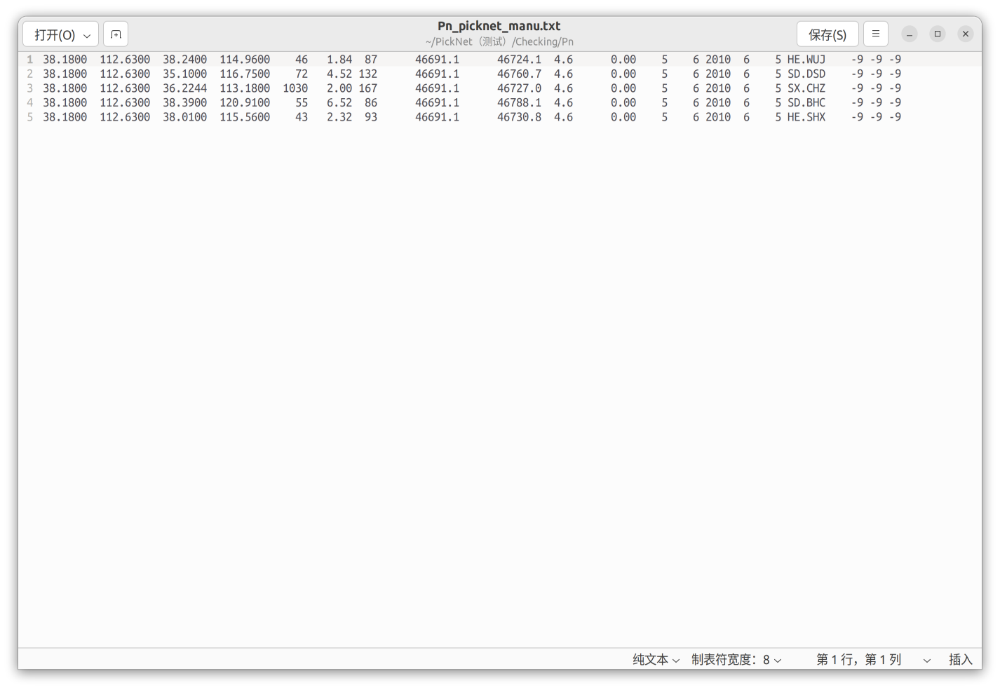 打开(O)
Pn_picknet_manu.txt
~/PickNet（测试）/Checking/Pn
保存(S)
1 38.1800 112.6300 38.2400 114.9600 46 1.84 87 46691.1 46724.1 4.6 0.00 5 6 2010 6 5 HE.WUJ -9 -9 -9
2 38.1800 112.6300 35.1000 116.7500 72 4.52 132 46691.1 46760.7 4.6 0.00 5 6 2010 6 5 SD.DSD -9 -9 -9
3 38.1800 112.6300 36.2244 113.1800 1030 2.00 167 46691.1 46727.0 4.6 0.00 5 6 2010 6 5 SX.CHZ -9 -9 -9
4 38.1800 112.6300 38.3900 120.9100 55 6.52 86 46691.1 46788.1 4.6 0.00 5 6 2010 6 5 SD.BHC -9 -9 -9
5 38.1800 112.6300 38.0100 115.5600 43 2.32 93 46691.1 46730.8 4.6 0.00 5 6 2010 6 5 HE.SHX -9 -9 -9
纯文本 制表符宽度：8 第 1 行，第 1 列 插入